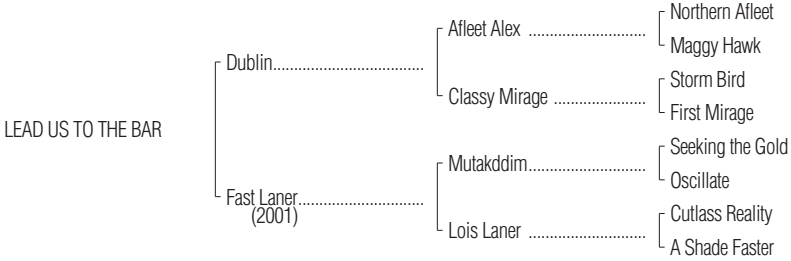 Northern Afleet
Afleet Alex ............................
Maggy Hawk
Dublin....................................
Storm Bird
Classy Mirage ......................
First Mirage
LEAD US TO THE BAR
Seeking the Gold
Mutakddim............................
Oscillate
Fast Laner..............................
(2001)
Cutlass Reality
Lois Laner ............................
A Shade Faster